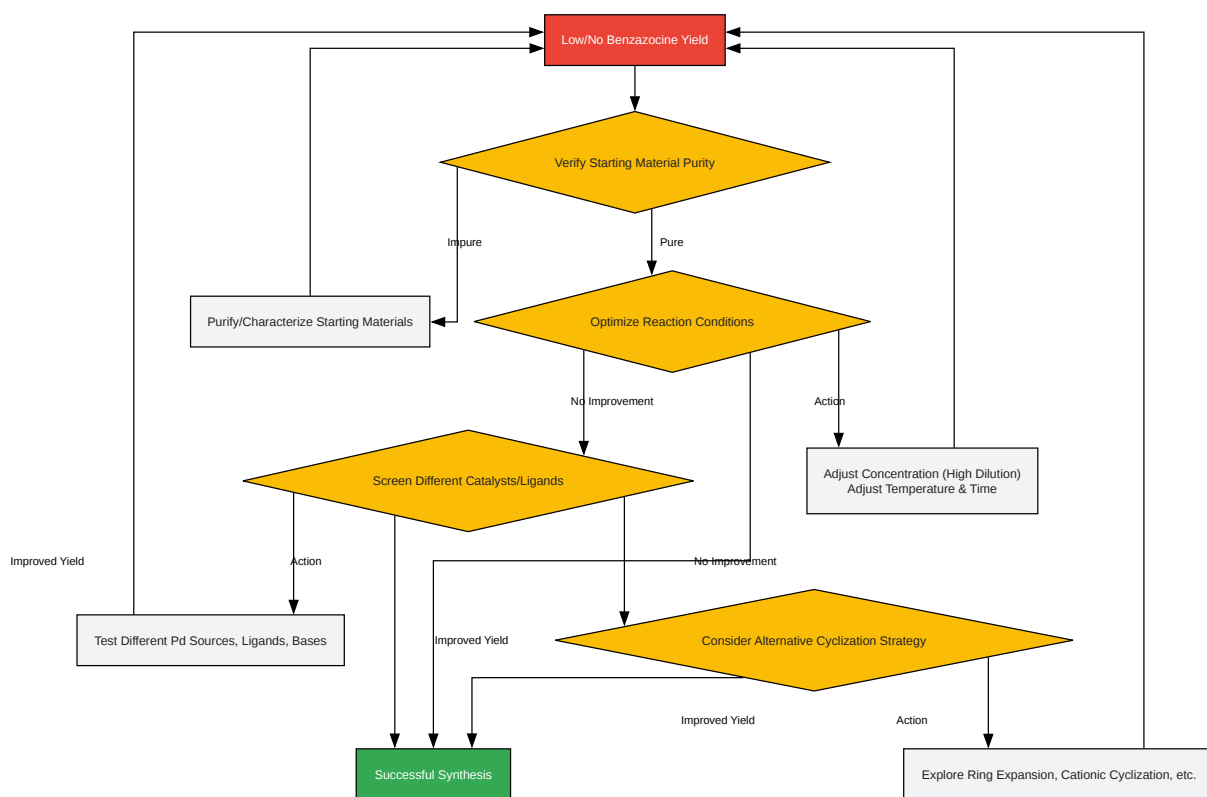 Low/No Benzazocine Yield
Verify Starting Material Purity
Impure
Pure
Purify/Characterize Starting Materials
Optimize Reaction Conditions
No Improvement
Action
Adjust Concentration (High Dilution)
Adjust Temperature & Time
Screen Different Catalysts/Ligands
Improved Yield
Action
No Improvement
Test Different Pd Sources, Ligands, Bases
Improved Yield
Consider Alternative Cyclization Strategy
Improved Yield
Action
Successful Synthesis
Explore Ring Expansion, Cationic Cyclization, etc.